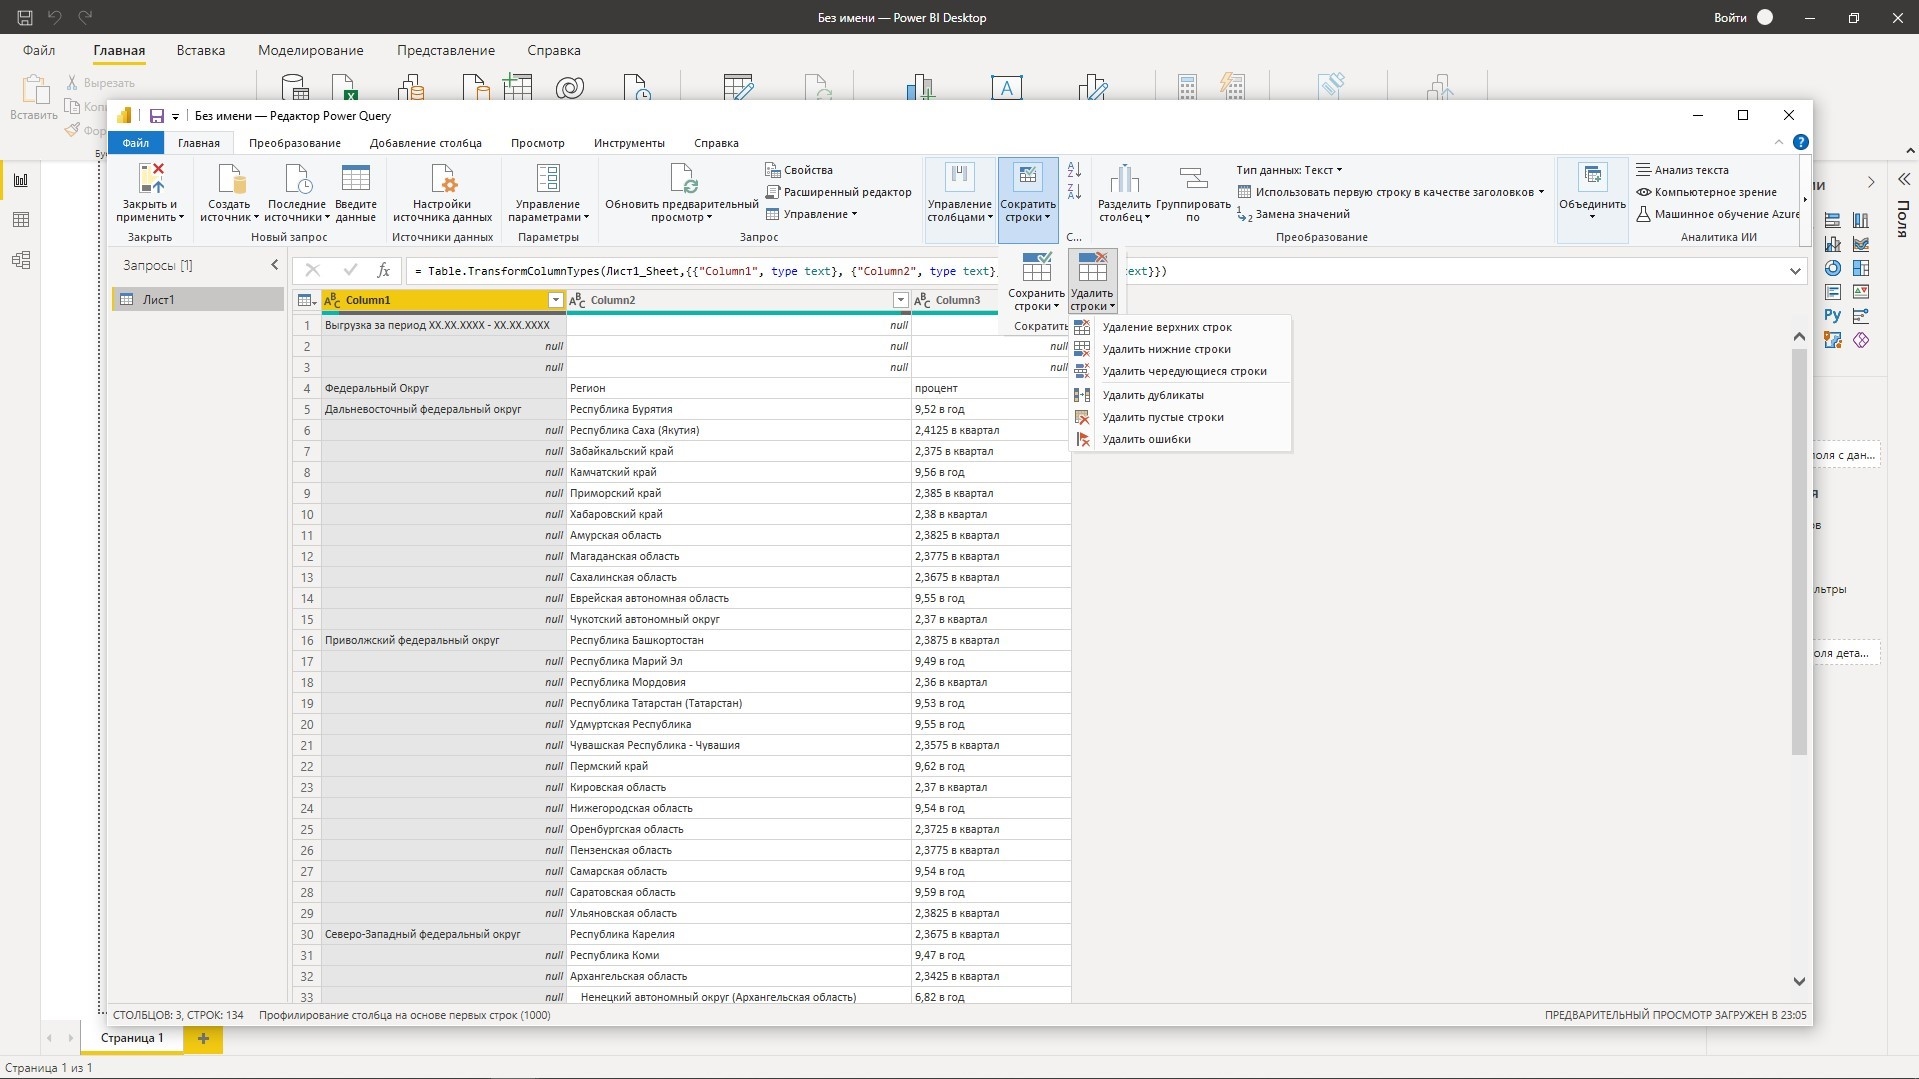 Без имени — Power BI Desktop
Войти
Файл Главная Вставка Моделирование Представление Справка
Вставить
Вырезать
Без имени — Редактор Power Query
Файл Главная Преобразование Добавление столбца Просмотр Инструменты Справка
Закрыть и применить
Закрыть
Создать источник
Последние источники
Введите данные
Новый запрос
Настройки источника данных
Источники данных
Управление параметрами
Параметры
Обновить предварительный просмотр
Свойства
Расширенный редактор
Управление
Запрос
Управление столбцами
Сократить строки
С...
Разделить столбец
Группировать по
Тип данных: Текст
Использовать первую строку в качестве заголовков
Замена значений
Преобразование
Объединить
Анализ текста
Компьютерное зрение
Машинное обучение Azure
Аналитика ИИ
Поля
Запросы [1]
Лист1
= Table.TransformColumnTypes(Лист1_Sheet,{{"Column1", type text}, {"Column2", type text}, text}})
Сохранить строки
Удалить строки
Сократить
Удаление верхних строк
Удалить нижние строки
Удалить чередующиеся строки
Удалить дубликаты
Удалить пустые строки
Удалить ошибки
Column1 Column2 Column3
1 Выгрузка за период XX.XX.XXXX - XX.XX.XXXX null
2 null null null
3 null null null
4 Федеральный Округ Регион процент
5 Дальневосточный федеральный округ Республика Бурятия 9,52 в год
6 null Республика Саха (Якутия) 2,4125 в квартал
7 null Забайкальский край 2,375 в квартал
8 null Камчатский край 9,56 в год
9 null Приморский край 2,385 в квартал
10 null Хабаровский край 2,38 в квартал
11 null Амурская область 2,3825 в квартал
12 null Магаданская область 2,3775 в квартал
13 null Сахалинская область 2,3675 в квартал
14 null Еврейская автономная область 9,55 в год
15 null Чукотский автономный округ 2,37 в квартал
16 Приволжский федеральный округ Республика Башкортостан 2,3875 в квартал
17 null Республика Марий Эл 9,49 в год
18 null Республика Мордовия 2,36 в квартал
19 null Республика Татарстан (Татарстан) 9,53 в год
20 null Удмуртская Республика 9,55 в год
21 null Чувашская Республика - Чувашия 2,3575 в квартал
22 null Пермский край 9,62 в год
23 null Кировская область 2,37 в квартал
24 null Нижегородская область 9,54 в год
25 null Оренбургская область 2,3725 в квартал
26 null Пензенская область 2,3775 в квартал
27 null Самарская область 9,54 в год
28 null Саратовская область 9,59 в год
29 null Ульяновская область 2,3825 в квартал
30 Северо-Западный федеральный округ Республика Карелия 2,3675 в квартал
31 null Республика Коми 9,47 в год
32 null Архангельская область 2,3425 в квартал
33 null Ненецкий автономный округ (Архангельская область) 6,82 в год
СТОЛБЦОВ: 3, СТРОК: 134 Профилирование столбца на основе первых строк (1000)
ПРЕДВАРИТЕЛЬНЫЙ ПРОСМОТР ЗАГРУЖЕН В 23:05
Страница 1
Страница 1 из 1